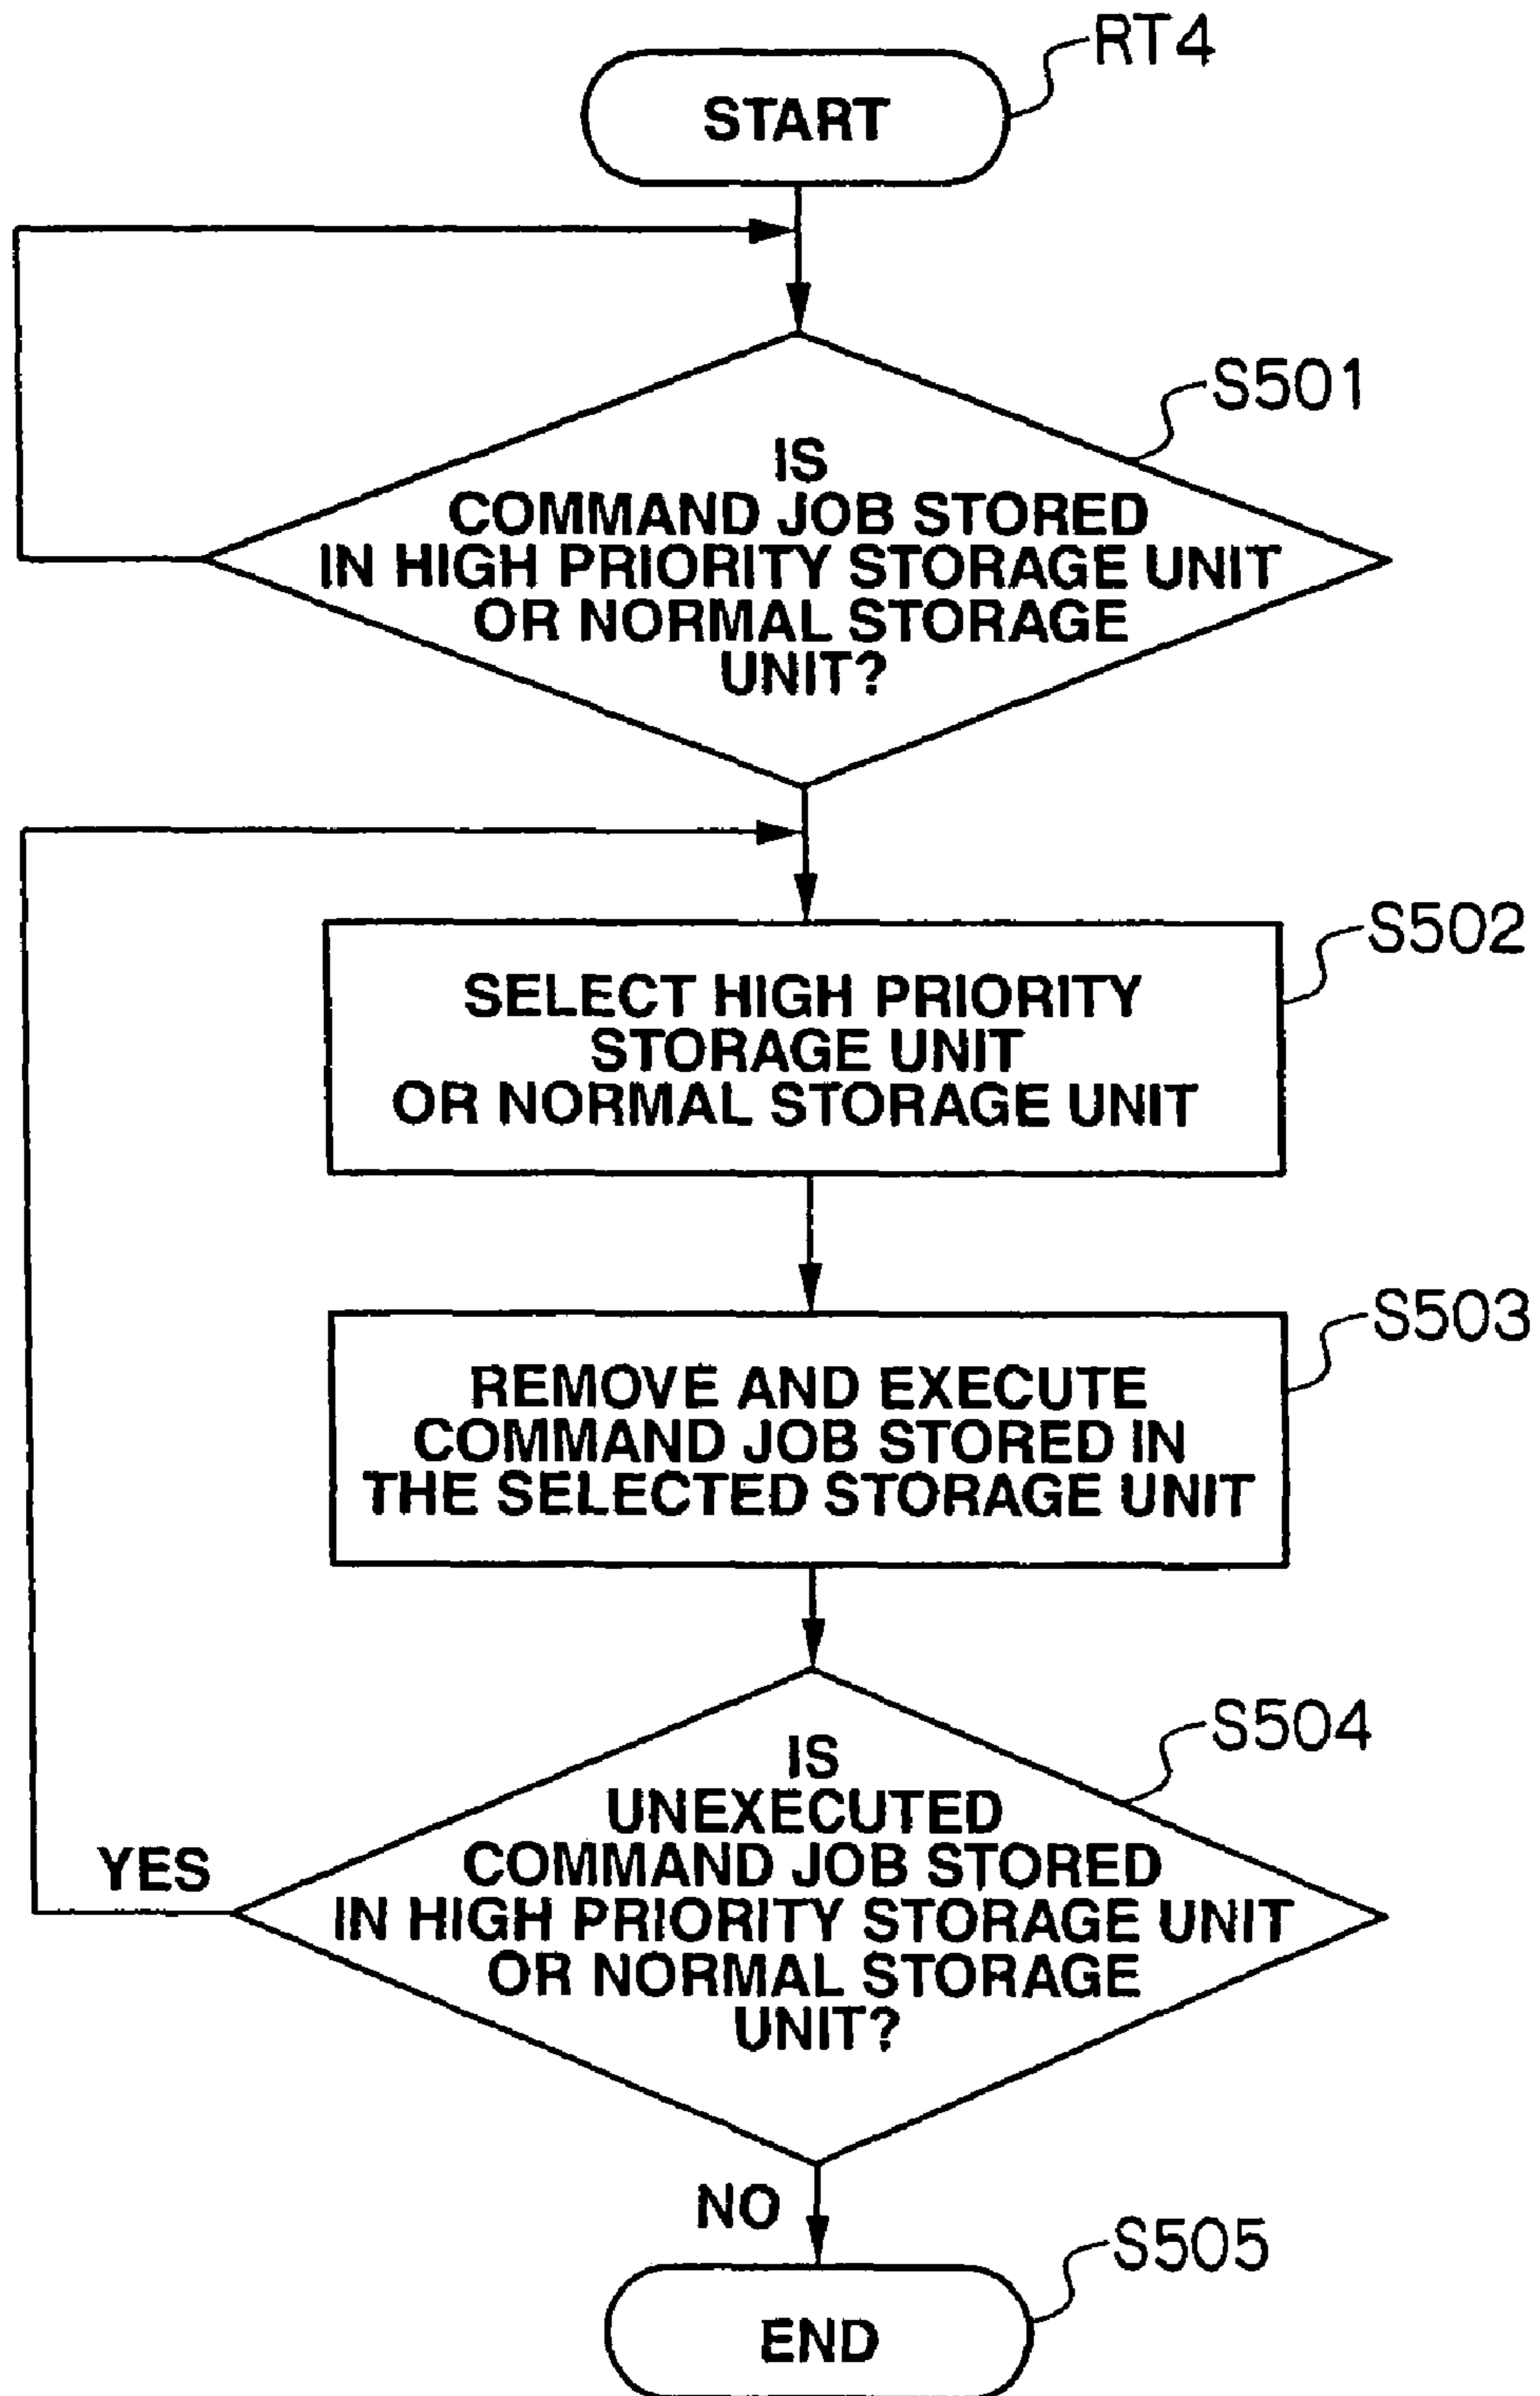 RT4
START
S501
IS
COMMAND JOB STORED
IN HIGH PRIORITY STORAGE UNIT
OR NORMAL STORAGE
UNIT?
S502
SELECT HIGH PRIORITY
STORAGE UNIT
OR NORMAL STORAGE UNIT
S503
REMOVE AND EXECUTE
COMMAND JOB STORED IN
THE SELECTED STORAGE UNIT
S504
IS
UNEXECUTED
COMMAND JOB STORED
IN HIGH PRIORITY STORAGE UNIT
OR NORMAL STORAGE
UNIT?
YES
NO
S505
END